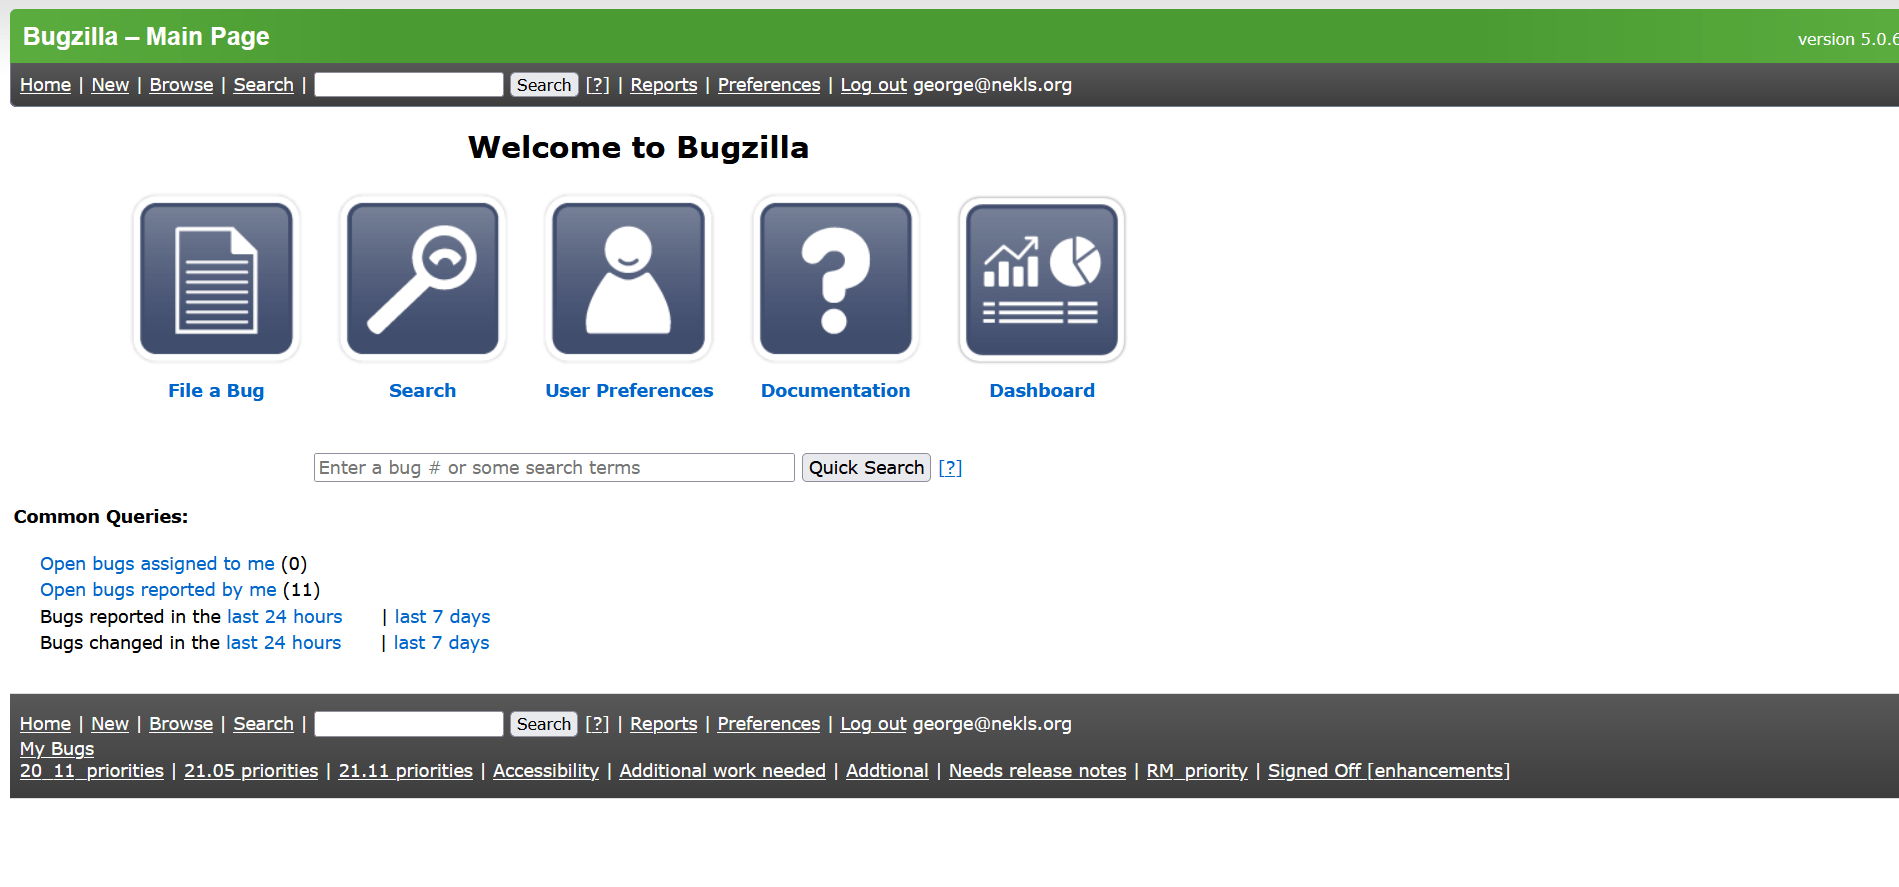 Bugzilla – Main Page
version 5.0.6
Home | New | Browse | Search | Search [?] | Reports | Preferences | Log out george@nekls.org
Welcome to Bugzilla
File a Bug Search User Preferences Documentation Dashboard
Enter a bug # or some search terms Quick Search [?]
Common Queries:
Open bugs assigned to me (0)
Open bugs reported by me (11)
Bugs reported in the last 24 hours | last 7 days
Bugs changed in the last 24 hours | last 7 days
Home | New | Browse | Search | Search [?] | Reports | Preferences | Log out george@nekls.org
My Bugs
20_11_priorities | 21.05 priorities | 21.11 priorities | Accessibility | Additional work needed | Addtional | Needs release notes | RM_priority | Signed Off [enhancements]